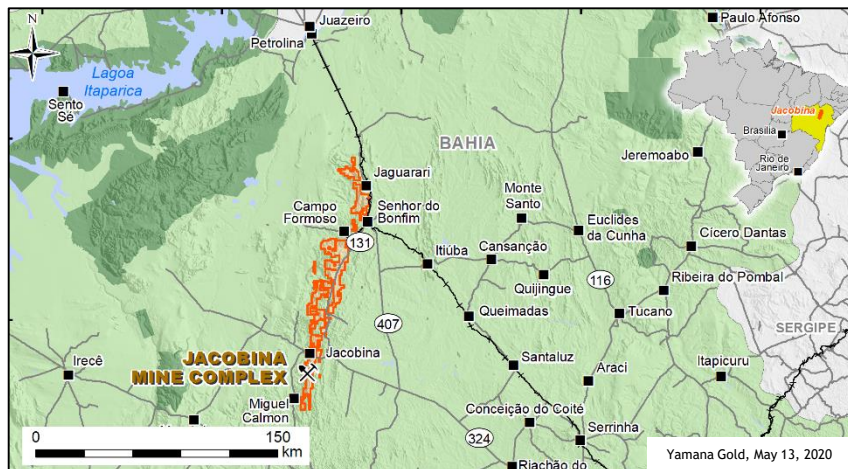 N
Juazeiro
Petrolina
Paulo Afonso
Lagoa
Itaparica
Sento
Sé
BAHIA
Jacobina
Brasília
Rio de
Janeiro
Jeremoabo
Jaguarari
Campo
Formoso
Senhor do
Bonfim
Monte
Santo
Euclides
da Cunha
Cícero Dantas
131
Itiúba
Cansanção
Quijingue
116
Ribeira do Pombal
Queimadas
Tucano
407
SERGIPE
Irecê
JACOBINA
MINE COMPLEX
Jacobina
Santaluz
Araci
Itapicuru
Miguel
Calmon
Conceição do Coité
324
Serrinha
Riachão do
0
150
km
Yamana Gold, May 13, 2020